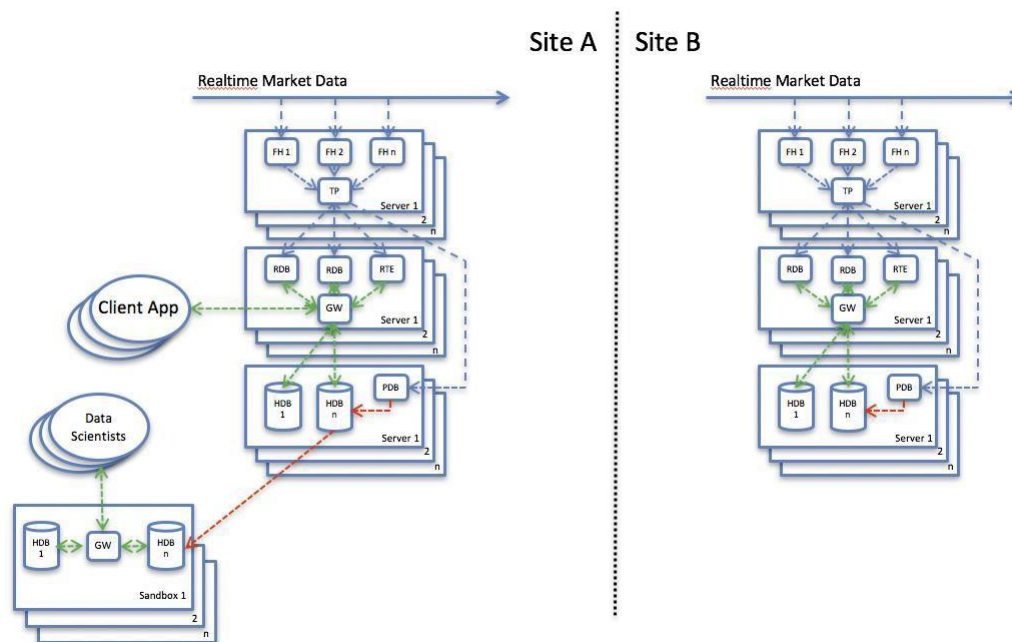 Site A
Site B
Realtime Market Data
FH 1
FH 2
FH n
TP
Server 1
2
n
RDB
RDB
RTE
GW
Server 1
2
n
Client App
HDB
1
HDB
n
PDB
Server 1
2
n
Data
Scientists
HDB
1
GW
HDB
n
Sandbox 1
2
n
Realtime Market Data
FH 1
FH 2
FH n
TP
Server 1
2
n
RDB
RDB
RTE
GW
Server 1
2
n
HDB
1
HDB
n
PDB
Server 1
2
n